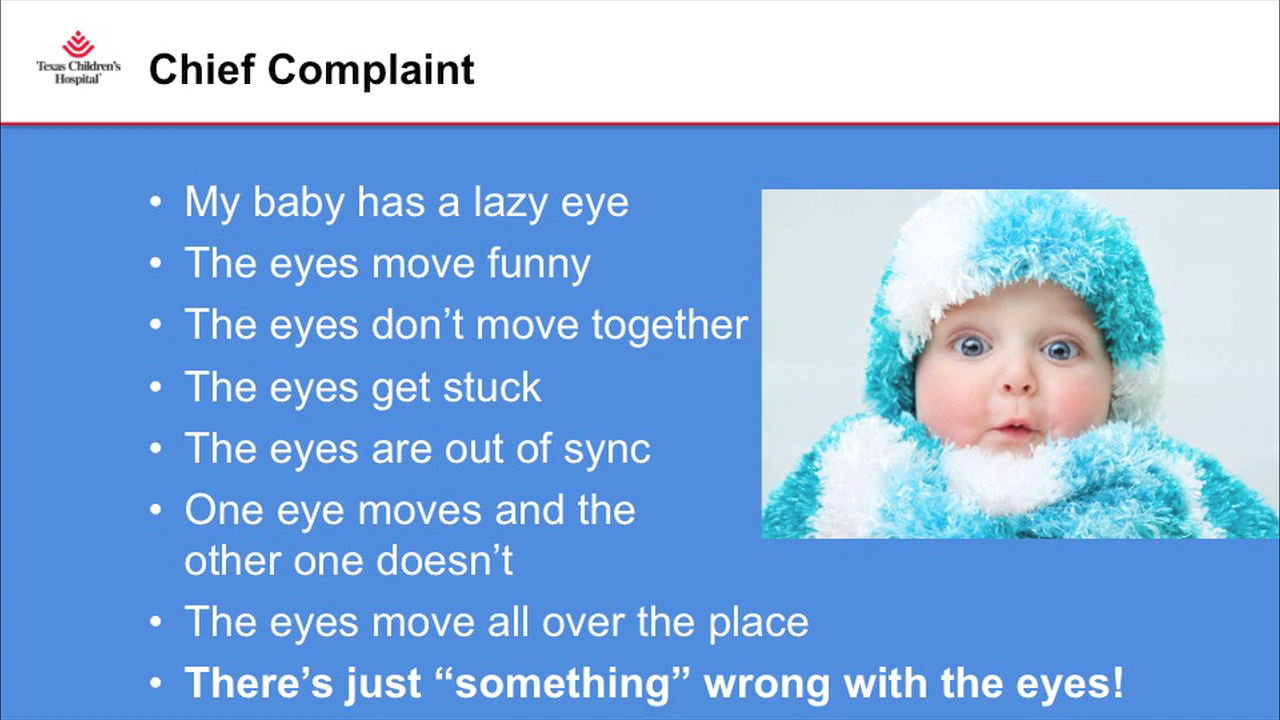 Texas Children's
Hospital
Chief Complaint
• My baby has a lazy eye
• The eyes move funny
• The eyes don’t move together
• The eyes get stuck
• The eyes are out of sync
• One eye moves and the
other one doesn’t
• The eyes move all over the place
• There’s just “something” wrong with the eyes!